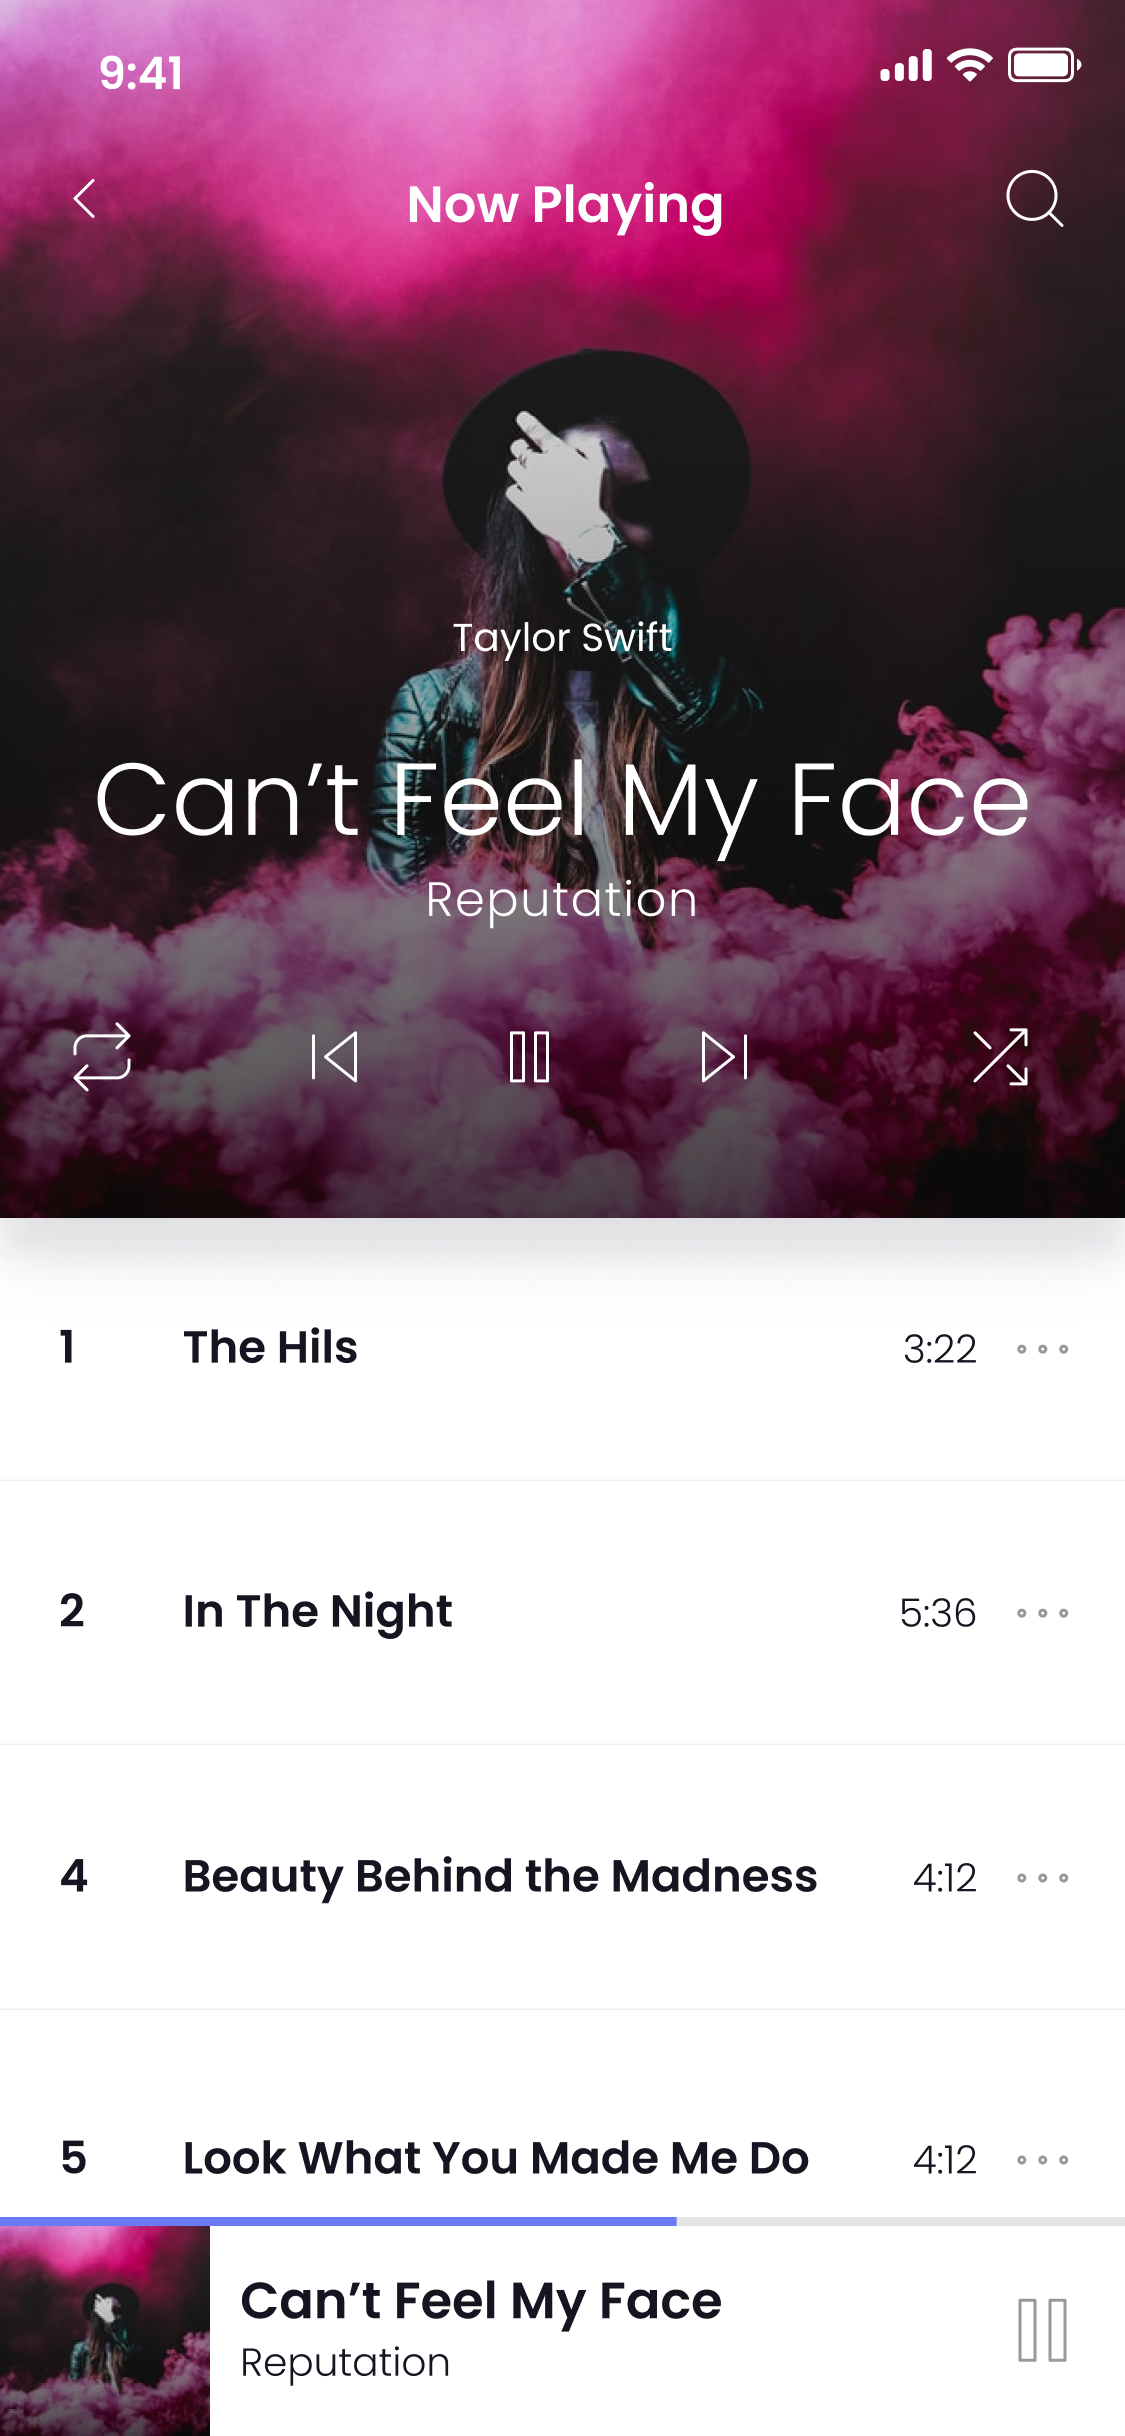 9:41
Now Playing
Taylor Swift
Can’t Feel My Face
Reputation
1 The Hils 3:22
2 In The Night 5:36
4 Beauty Behind the Madness 4:12
5 Look What You Made Me Do 4:12
Can’t Feel My Face
Reputation